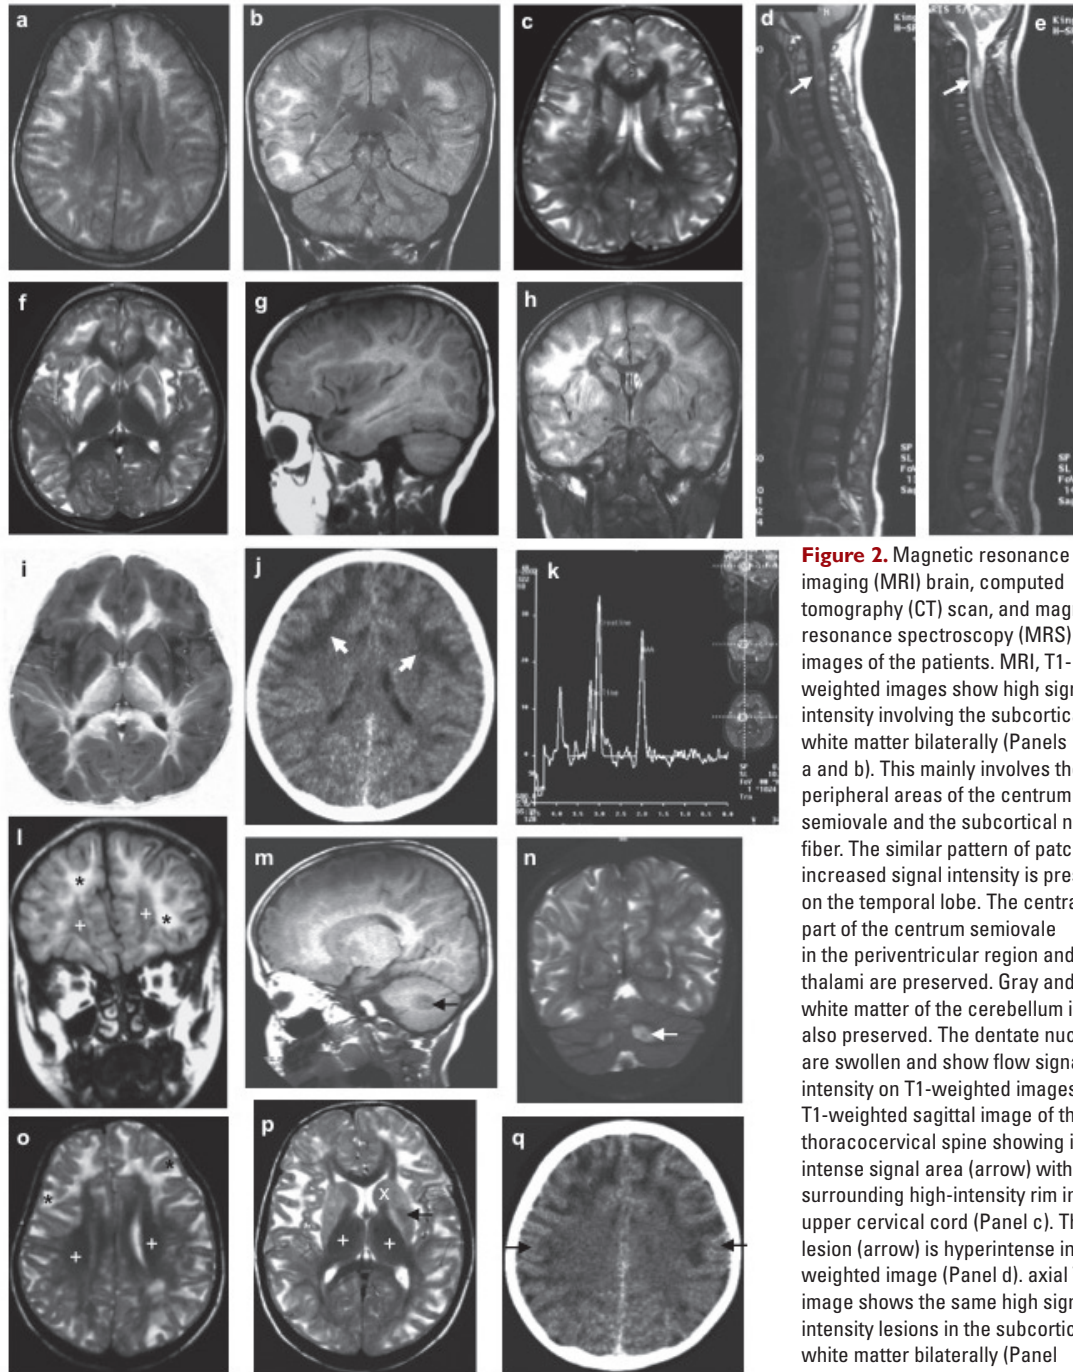 a
b
c
d
e
f
g
h
i
j
k
Creatine
NAA
l
m
n
o
p
q
Figure 2. Magnetic resonance
imaging (MRI) brain, computed
tomography (CT) scan, and magn
resonance spectroscopy (MRS)
images of the patients. MRI, T1-
weighted images show high sign
intensity involving the subcortica
white matter bilaterally (Panels
a and b). This mainly involves the
peripheral areas of the centrum
semiovale and the subcortical n
fiber. The similar pattern of patc
increased signal intensity is pres
on the temporal lobe. The centra
part of the centrum semiovale
in the periventricular region and
thalami are preserved. Gray and
white matter of the cerebellum i
also preserved. The dentate nuc
are swollen and show flow signa
intensity on T1-weighted images
T1-weighted sagittal image of th
thoracocervical spine showing i
intense signal area (arrow) with
surrounding high-intensity rim in
upper cervical cord (Panel c). Th
lesion (arrow) is hyperintense in
weighted image (Panel d). axial
image shows the same high sign
intensity lesions in the subcortic
white matter bilaterally (Panel